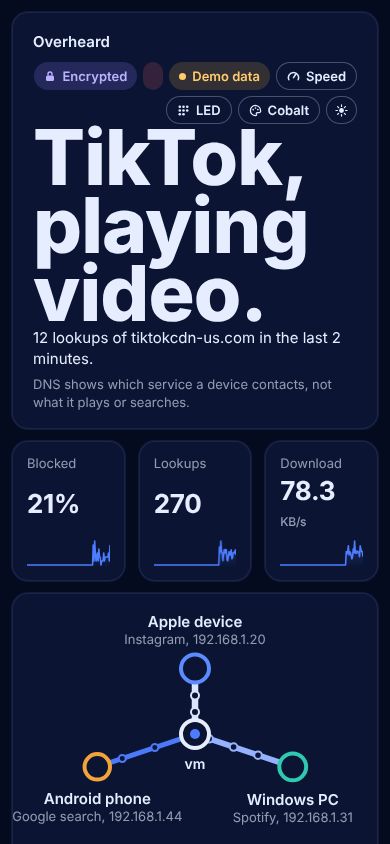 Overheard
Encrypted
Demo data
Speed
LED
Cobalt
TikTok,
playing
video.
12 lookups of tiktokcdn-us.com in the last 2
minutes.
DNS shows which service a device contacts, not
what it plays or searches.
Blocked
21%
Lookups
270
Download
78.3
KB/s
Apple device
Instagram, 192.168.1.20
vm
Android phone
Google search, 192.168.1.44
Windows PC
Spotify, 192.168.1.31